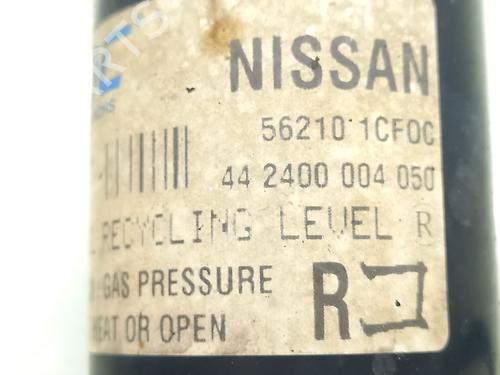 NISSAN
56210 1CF0C
44 2400 004 050
RECYCLING LEVEL R
GAS PRESSURE
HEAT OR OPEN
R